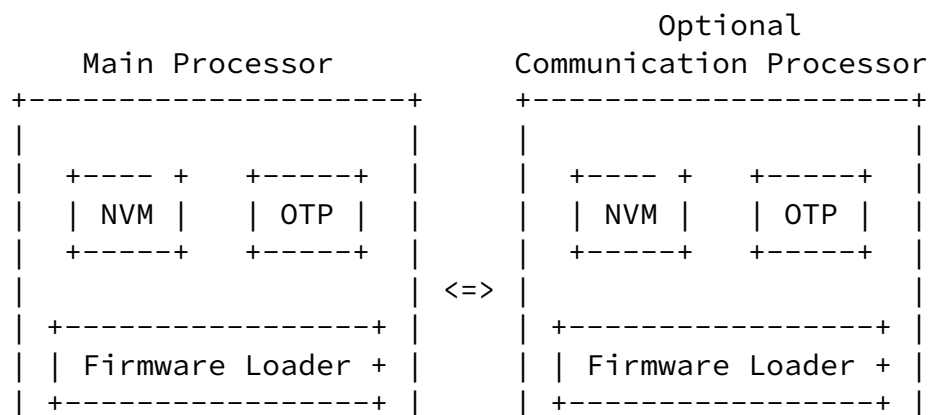 Optional
    Main Processor          Communication Processor
+---------------------+     +---------------------+
|                     |     |                     |
|  +---- +   +-----+  |     |  +---- +   +-----+  |
|  | NVM |   | OTP |  |     |  | NVM |   | OTP |  |
|  +-----+   +-----+  |     |  +-----+   +-----+  |
|                     | <=> |                     |
| +-----------------+ |     | +-----------------+ |
| | Firmware Loader + |     | | Firmware Loader + |
| +-----------------+ |     | +-----------------+ |